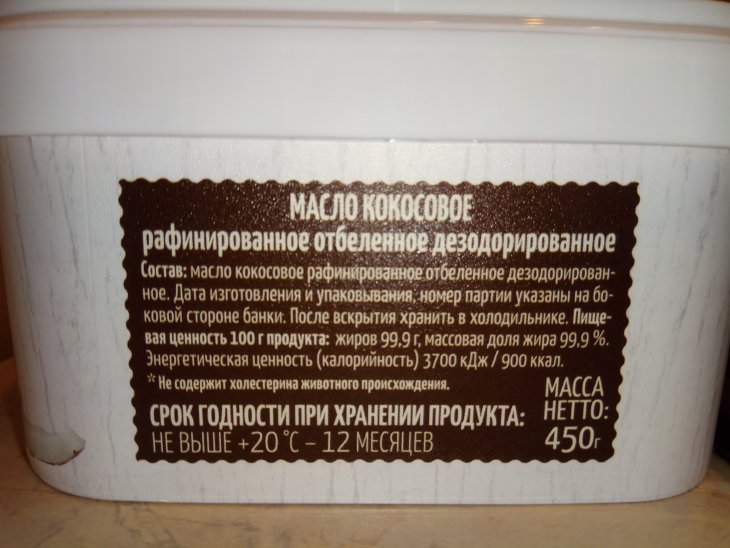 МАСЛО КОКОСОВОЕ
рафинированное отбеленное дезодорированное
Состав: масло кокосовое рафинированное отбеленное дезодорирован-
ное. Дата изготовления и упаковывания, номер партии указаны на бо-
ковой стороне банки. После вскрытия хранить в холодильнике. Пище-
вая ценность 100 г продукта: жиров 99,9 г, массовая доля жира 99,9 %.
Энергетическая ценность (калорийность) 3700 кДж / 900 ккал.
* Не содержит холестерина животного происхождения.
СРОК ГОДНОСТИ ПРИ ХРАНЕНИИ ПРОДУКТА:
НЕ ВЫШЕ +20 °С – 12 МЕСЯЦЕВ
МАССА
НЕТТО:
450г